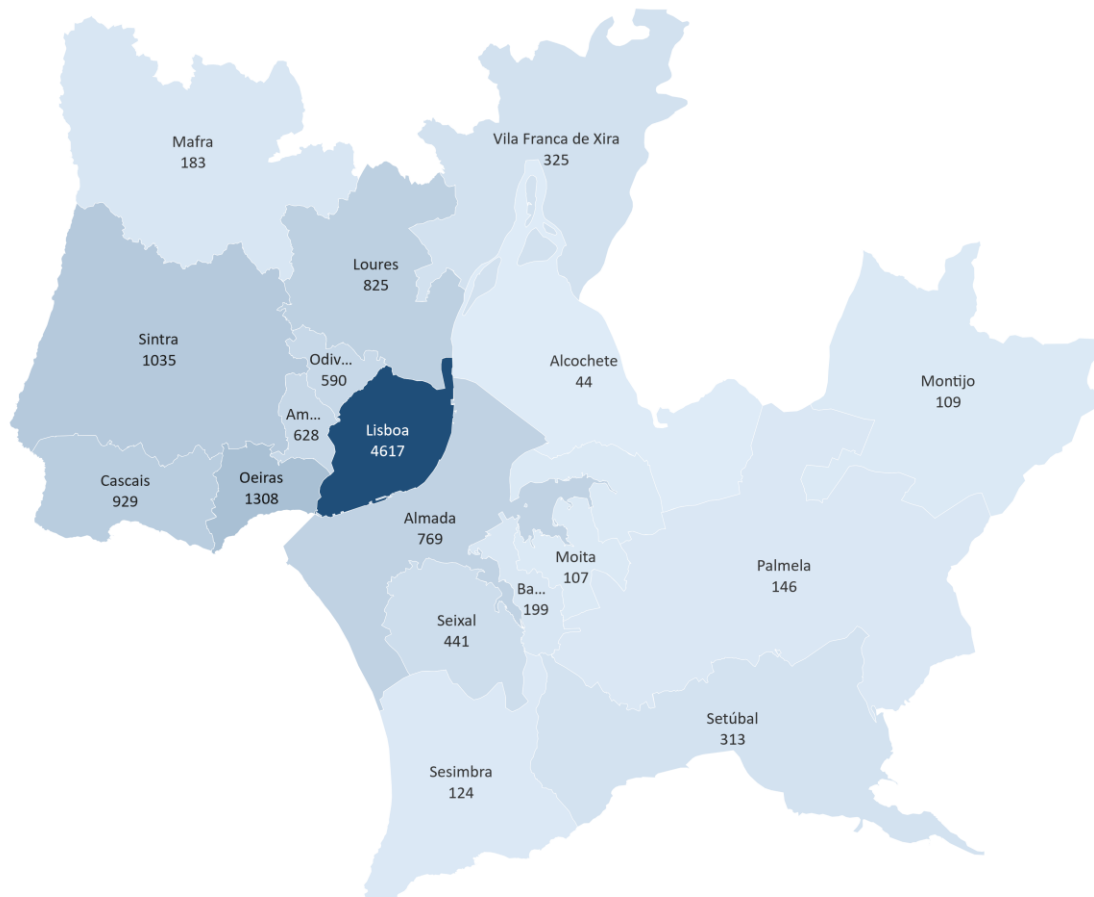 Mafra
183
Vila Franca de Xira
325
Loures
825
Sintra
1035
Odiv...
590
Alcochete
44
Montijo
109
Am...
628
Lisboa
4617
Cascais
929
Oeiras
1308
Almada
769
Moita
107
Palmela
146
Ba...
199
Seixal
441
Setúbal
313
Sesimbra
124